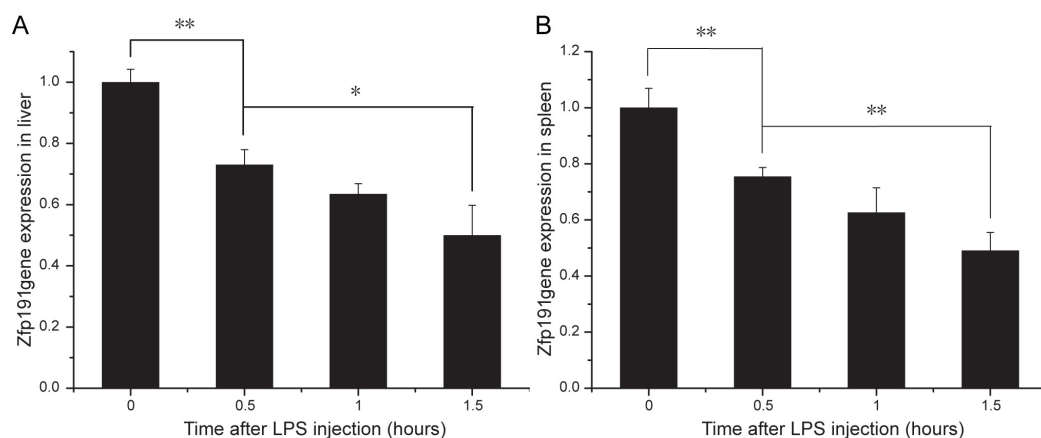 A
**
*
Zfp191gene expression in liver
1.0
0.8
0.6
0.4
0.2
0.0
0 0.5 1 1.5
Time after LPS injection (hours)
B
**
**
Zfp191gene expression in spleen
1.2
1.0
0.8
0.6
0.4
0.2
0.0
0 0.5 1 1.5
Time after LPS injection (hours)